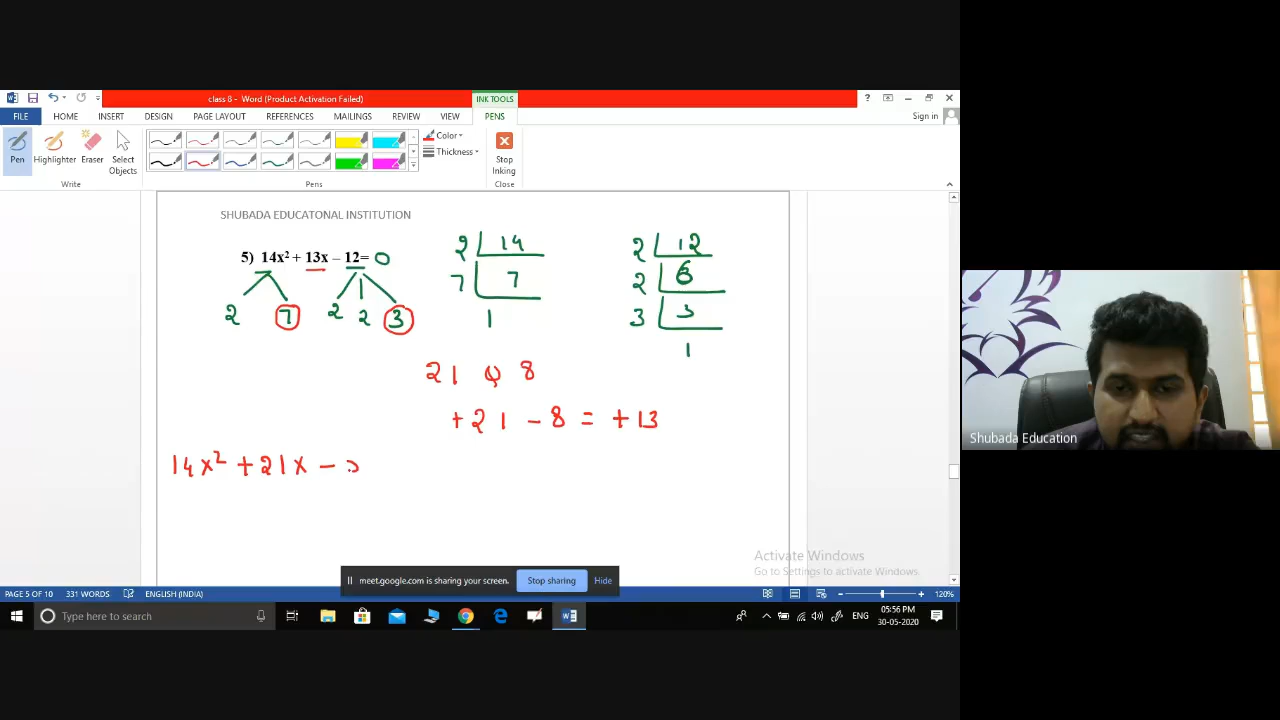 class 8 - Word (Product Activation Failed)
INK TOOLS
FILE HOME INSERT DESIGN PAGE LAYOUT REFERENCES MAILINGS REVIEW VIEW PENS
Sign in
Pen Highlighter Eraser Select Objects
Color
Thickness
Stop Inking
Write Pens Close
SHUBADA EDUCATONAL INSTITUTION
5) 14x² + 13x – 12= 0
2 7 2 2 3
2 14
7 7
1
2 12
2 6
3 3
1
21 & 8
+21 - 8 = +13
14x² + 21x -
Shubada Education
Activate Windows
Go to Settings to activate Windows.
meet.google.com is sharing your screen. Stop sharing Hide
PAGE 5 OF 10 331 WORDS ENGLISH (INDIA) 120%
Type here to search
ENG
05:56 PM
30-05-2020